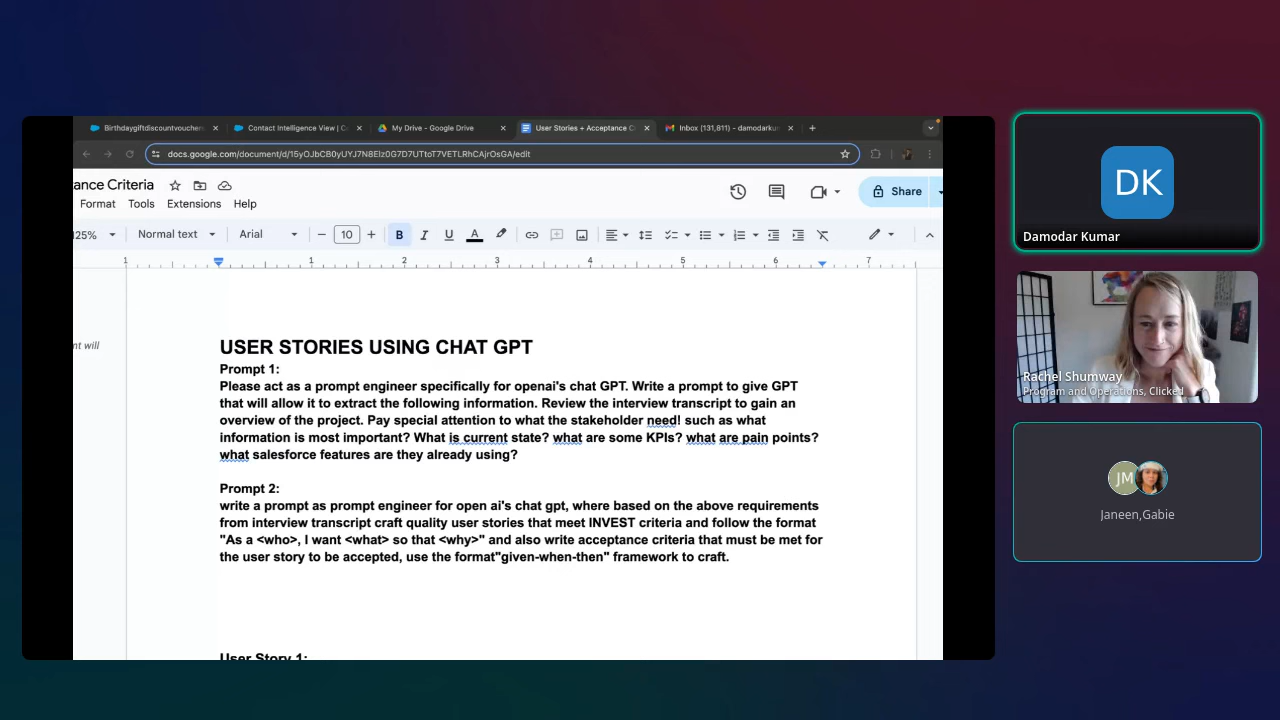 Birthdaygiftdiscountvoucher
Contact Intelligence View | C
My Drive - Google Drive
User Stories + Acceptance C
Inbox (131,811) - damodarku
docs.google.com/document/d/15yOJbCB0yUYJ7N8Elz0G7D7UTtoT7VETLRhCAjrOsGA/edit
ance Criteria
Share
Format Tools Extensions Help
125% Normal text Arial 10 B I U A
1 1 2 3 4 5 6 7
nt will
USER STORIES USING CHAT GPT
Prompt 1:
Please act as a prompt engineer specifically for openai's chat GPT. Write a prompt to give GPT
that will allow it to extract the following information. Review the interview transcript to gain an
overview of the project. Pay special attention to what the stakeholder need! such as what
information is most important? What is current state? what are some KPIs? what are pain points?
what salesforce features are they already using?
Prompt 2:
write a prompt as prompt engineer for open ai's chat gpt, where based on the above requirements
from interview transcript craft quality user stories that meet INVEST criteria and follow the format
"As a <who>, I want <what> so that <why>" and also write acceptance criteria that must be met for
the user story to be accepted, use the format"given-when-then" framework to craft.
User Story 1:
DK
Damodar Kumar
Rachel Shumway
Program and Operations, Clicked
JM
Janeen,Gabie